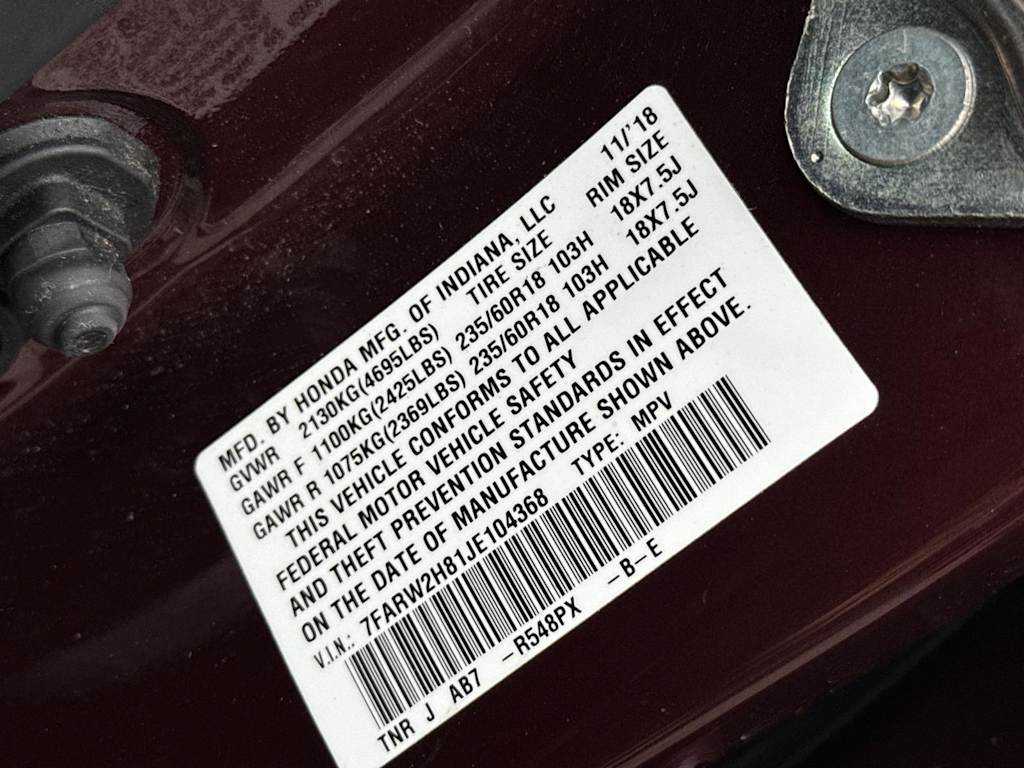 MFD. BY HONDA MFG. OF INDIANA, LLC 11/'18
GVWR 2130KG(4695LBS) TIRE SIZE RIM SIZE
GAWR F 1100KG(2425LBS) 235/60R18 103H 18X7.5J
GAWR R 1075KG(2369LBS) 235/60R18 103H 18X7.5J
THIS VEHICLE CONFORMS TO ALL APPLICABLE
FEDERAL MOTOR VEHICLE SAFETY
AND THEFT PREVENTION STANDARDS IN EFFECT
ON THE DATE OF MANUFACTURE SHOWN ABOVE.
V.I.N.: 7FARW2H81JE104368 TYPE: MPV
TNR J AB7 -R548PX -B-E